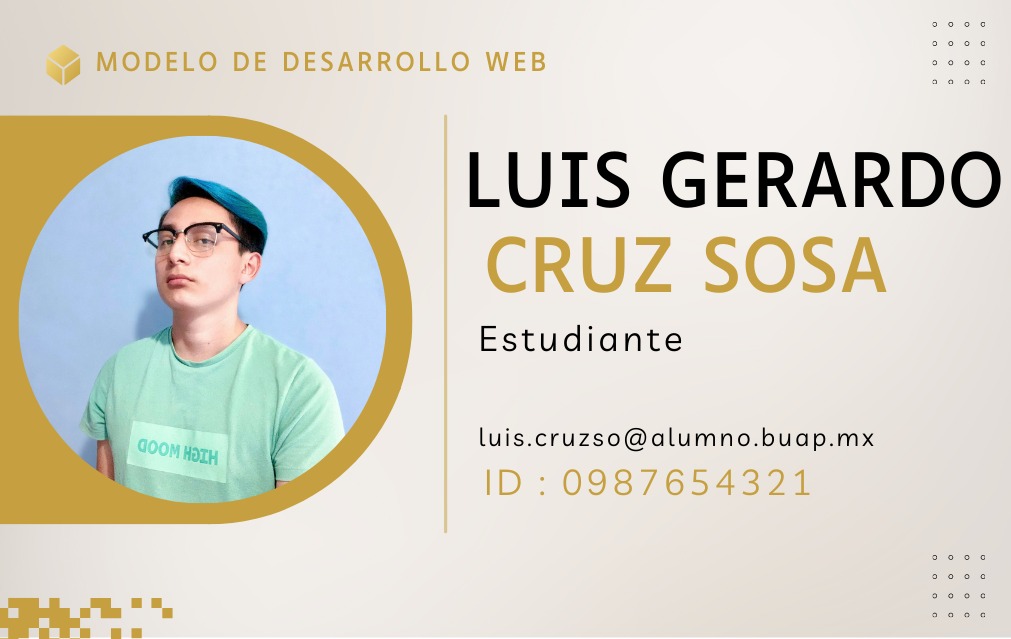 MODELO DE DESARROLLO WEB
LUIS GERARDO
CRUZ SOSA
Estudiante
luis.cruzso@alumno.buap.mx
ID : 0987654321
HIGH MOOD